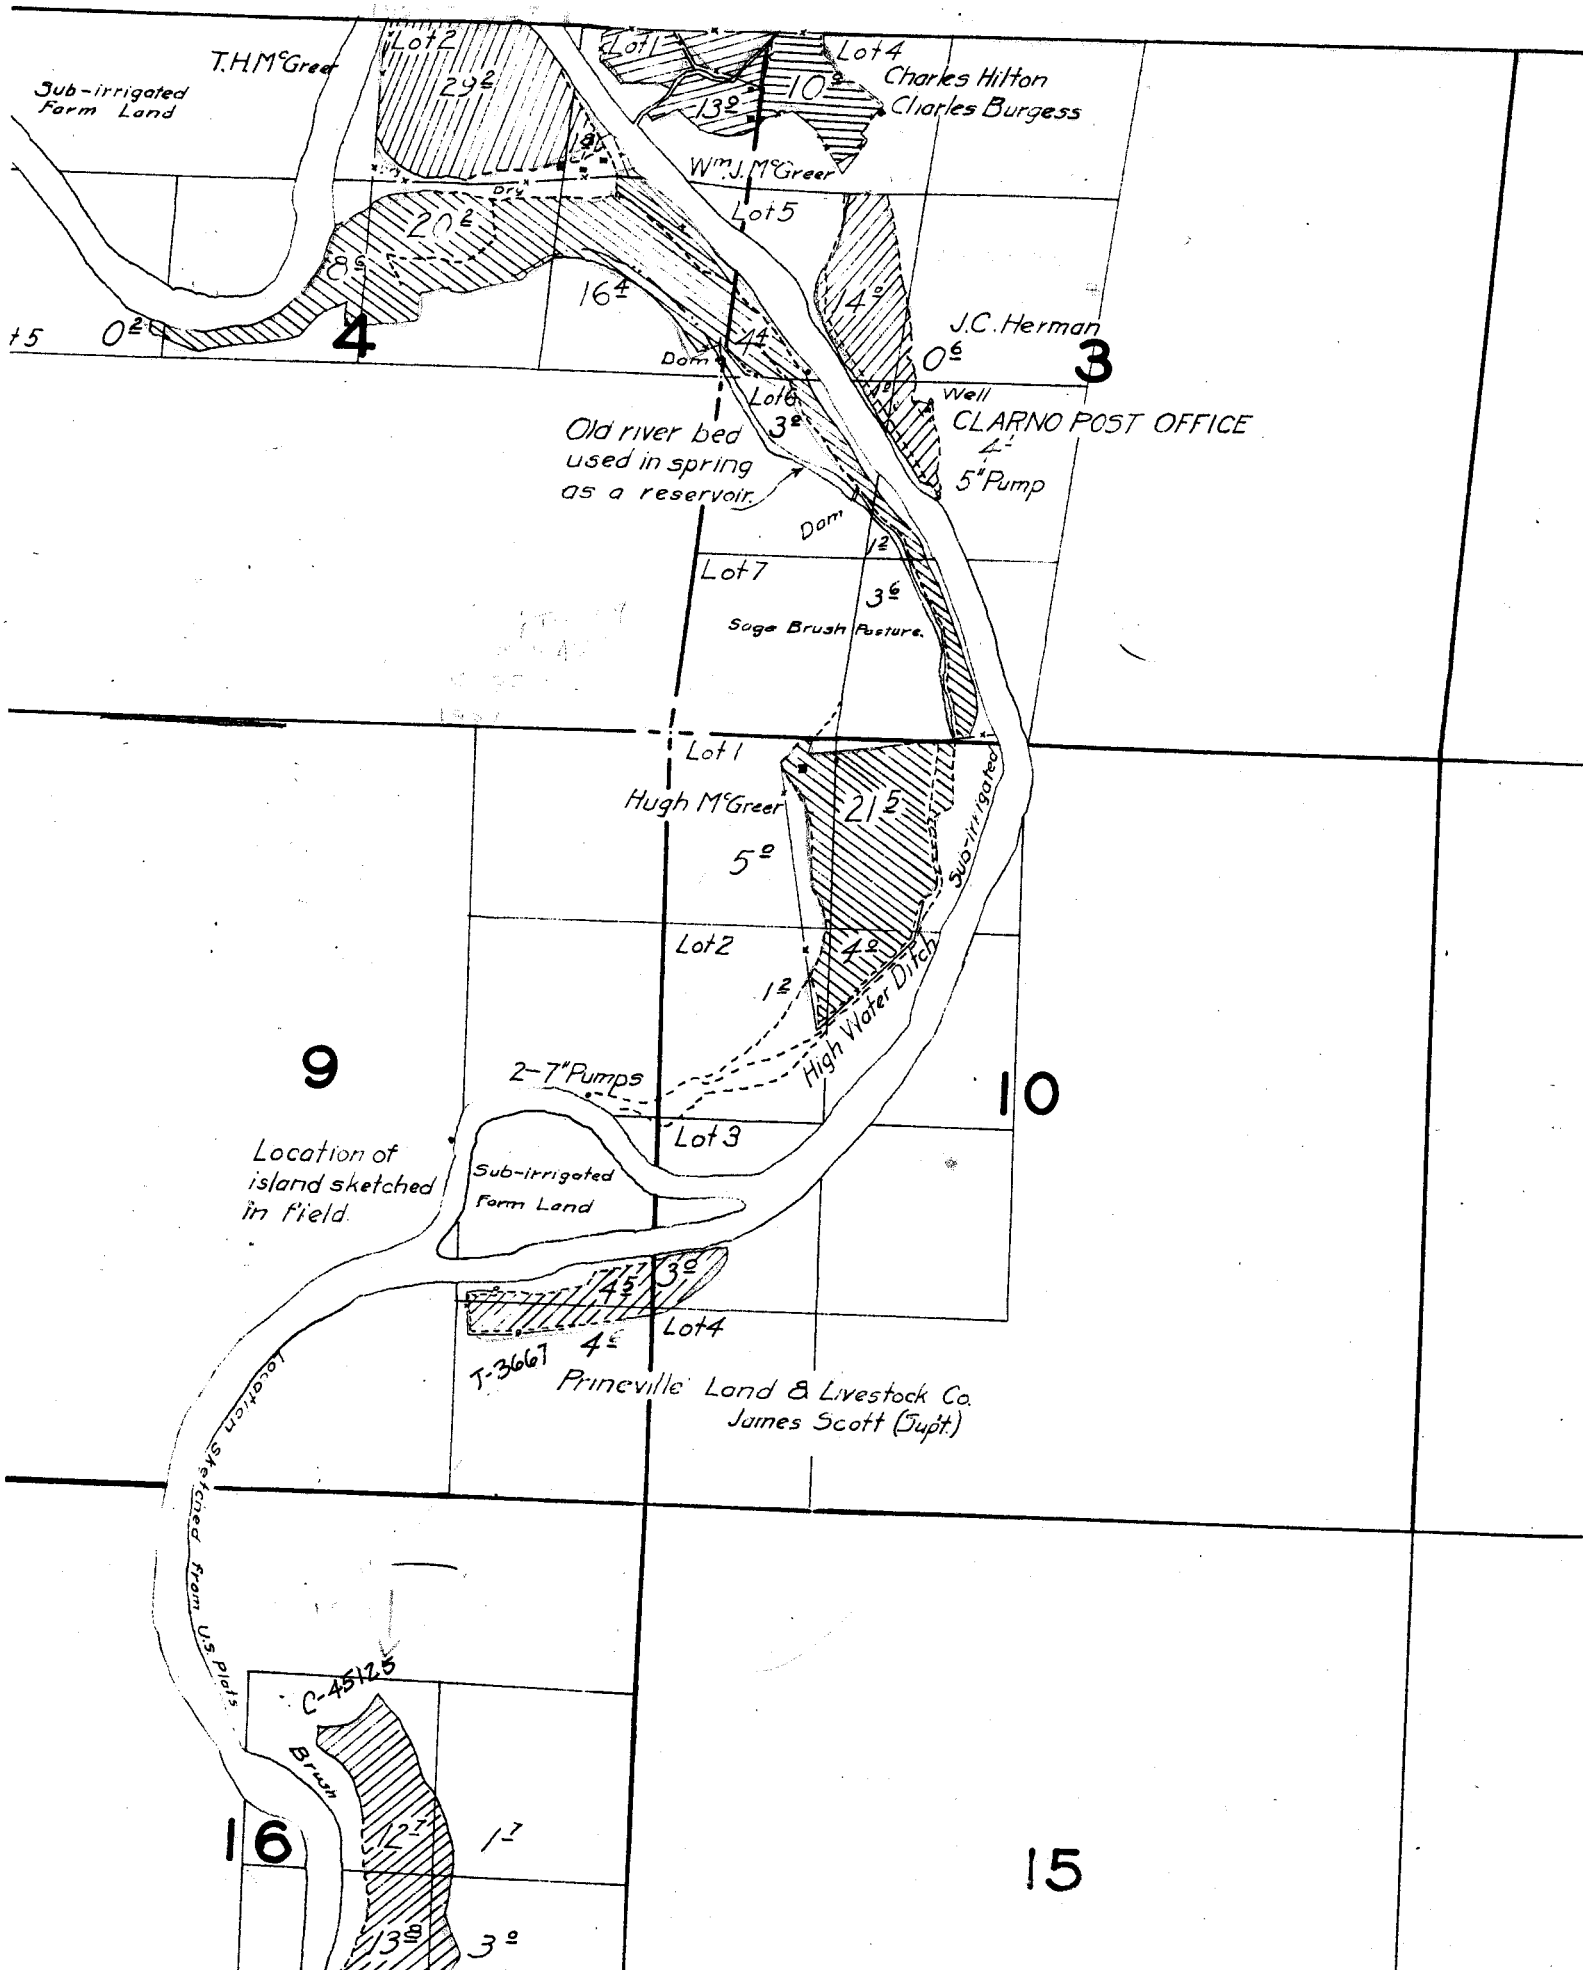 Lot 2
T.H. McGreer
29 2
Sub-irrigated
Farm Land
Lot 1
Lot 4
10 0
Charles Hilton
Charles Burgess
13 0
Wm. J. McGreer
Dry
Lot 5
20 2
8 6
16 4
14 0
J.C. Herman
0 6
3
t 5
0 2
4
4 4
Dam
Lot 6
3 0
Well
CLARNO POST OFFICE
4 1
5" Pump
Old river bed
used in spring
as a reservoir.
Dam
1 2
Lot 7
3 6
Sage Brush Pasture.
Lot 1
Hugh McGreer
21 5
5 0
Sub-irrigated
Lot 2
4 0
1 2
High Water Ditch
9
2-7" Pumps
10
Lot 3
Location of
island sketched
in field.
Sub-irrigated
Farm Land
4 5
3 0
Lot 4
T-3667
Prineville Land & Livestock Co.
James Scott (Supt.)
Location sketched from U.S. Plats
C-45125
Brush
16
12 7
1 7
15
13 8
3 0